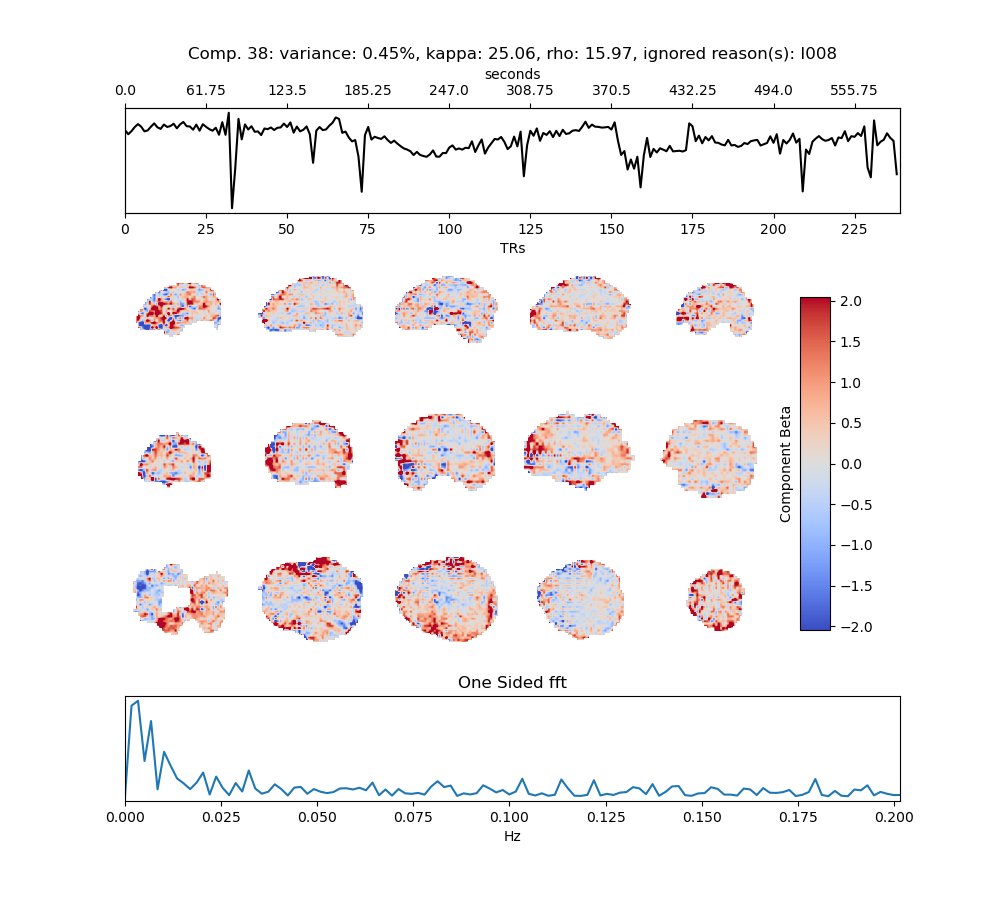 Comp. 38: variance: 0.45%, kappa: 25.06, rho: 15.97, ignored reason(s): I008
seconds
0.0 61.75 123.5 185.25 247.0 308.75 370.5 432.25 494.0 555.75
0 25 50 75 100 125 150 175 200 225
TRs
2.0
1.5
1.0
0.5
0.0
−0.5
−1.0
−1.5
−2.0
Component Beta
One Sided fft
0.000 0.025 0.050 0.075 0.100 0.125 0.150 0.175 0.200
Hz